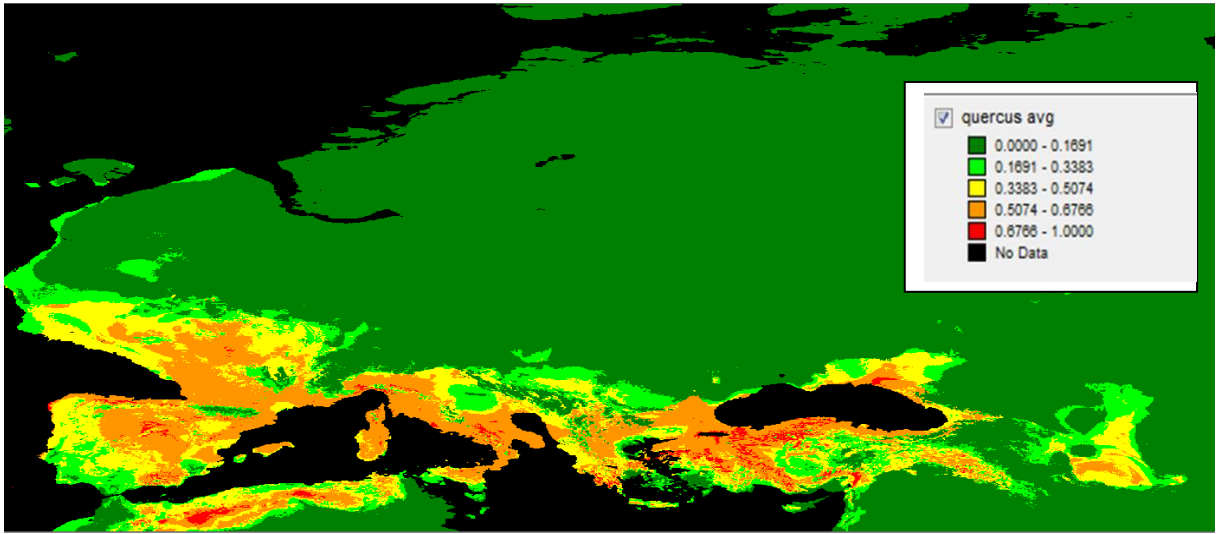 quercus avg
0.0000 - 0.1691
0.1691 - 0.3383
0.3383 - 0.5074
0.5074 - 0.6766
0.6766 - 1.0000
No Data